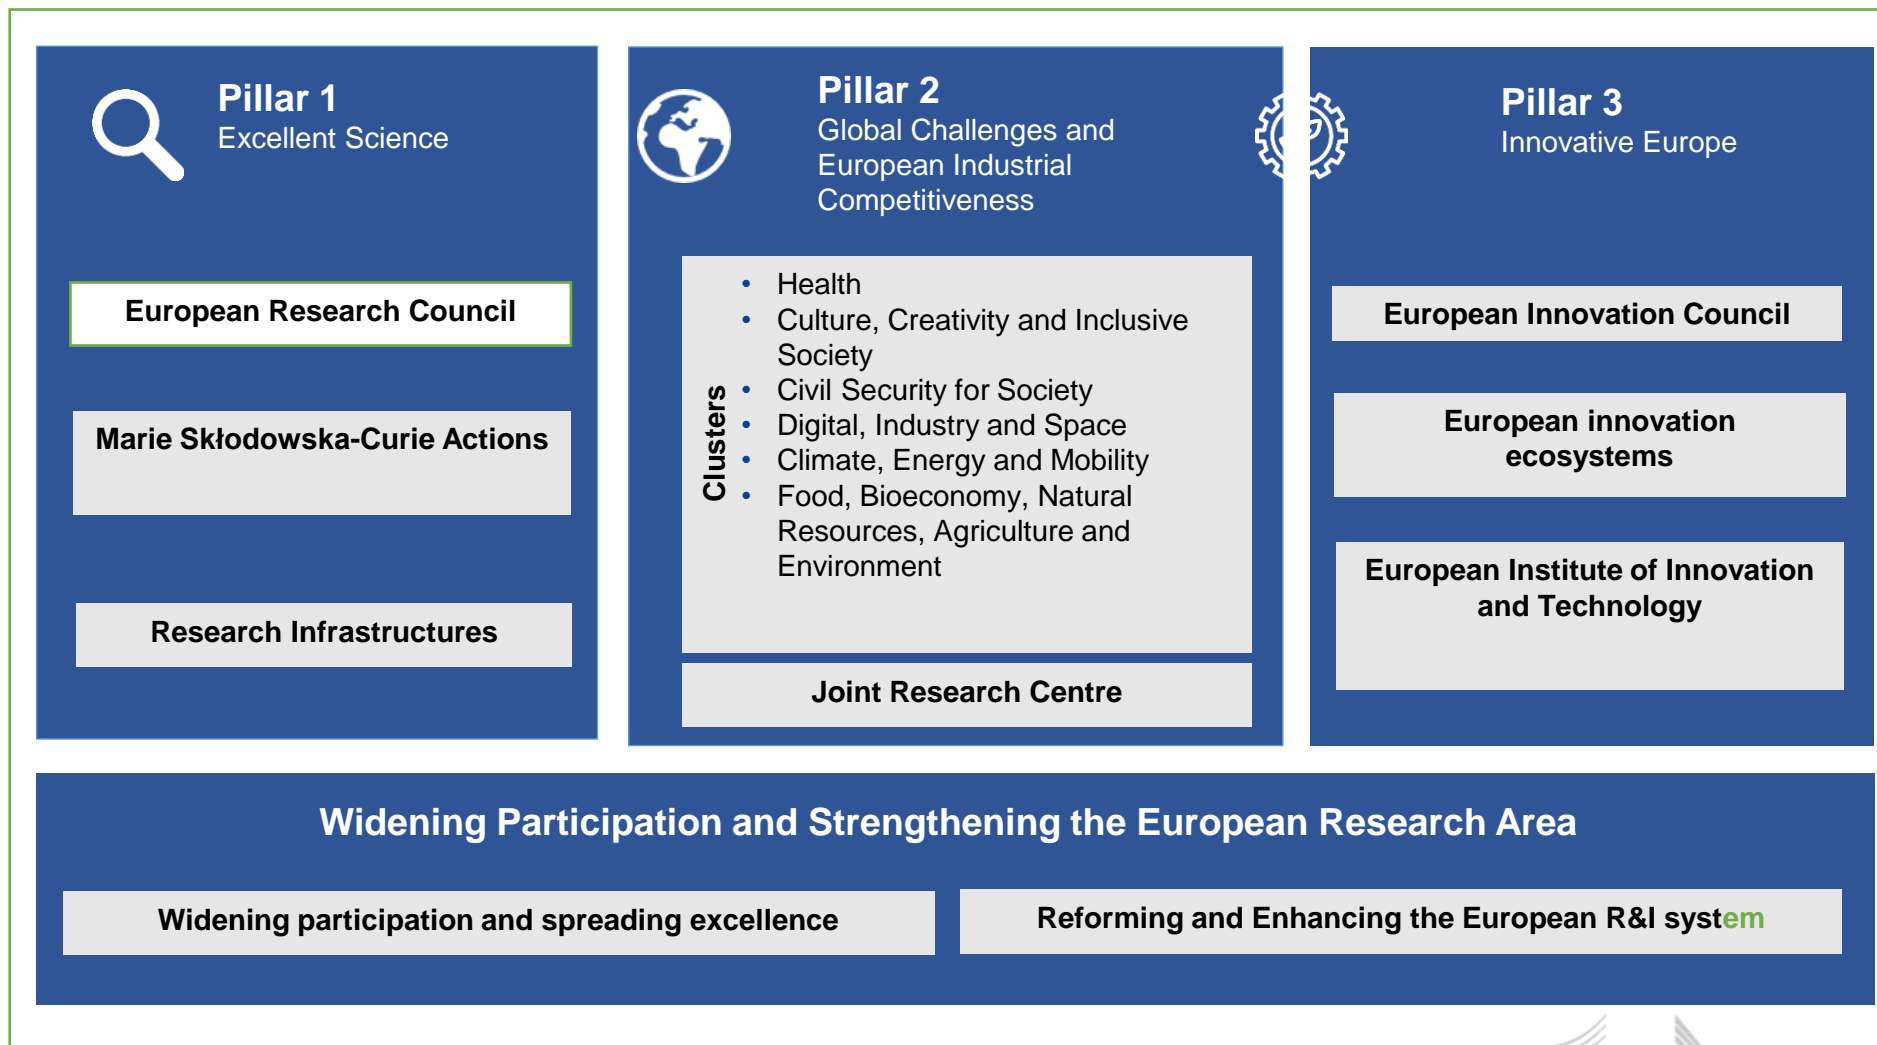 Pillar 1
Excellent Science
European Research Council
Marie Skłodowska-Curie Actions
Research Infrastructures
Pillar 2
Global Challenges and
European Industrial
Competitiveness
Clusters
• Health
• Culture, Creativity and Inclusive
Society
• Civil Security for Society
• Digital, Industry and Space
• Climate, Energy and Mobility
• Food, Bioeconomy, Natural
Resources, Agriculture and
Environment
Joint Research Centre
Pillar 3
Innovative Europe
European Innovation Council
European innovation
ecosystems
European Institute of Innovation
and Technology
Widening Participation and Strengthening the European Research Area
Widening participation and spreading excellence
Reforming and Enhancing the European R&I system